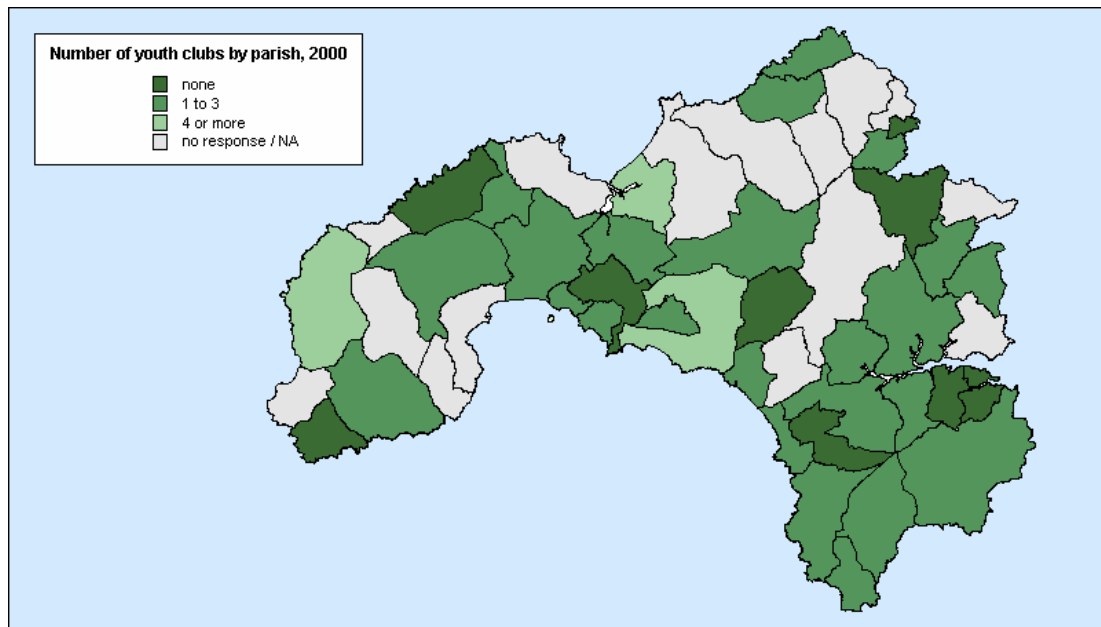 Number of youth clubs by parish, 2000
none
1 to 3
4 or more
no response / NA